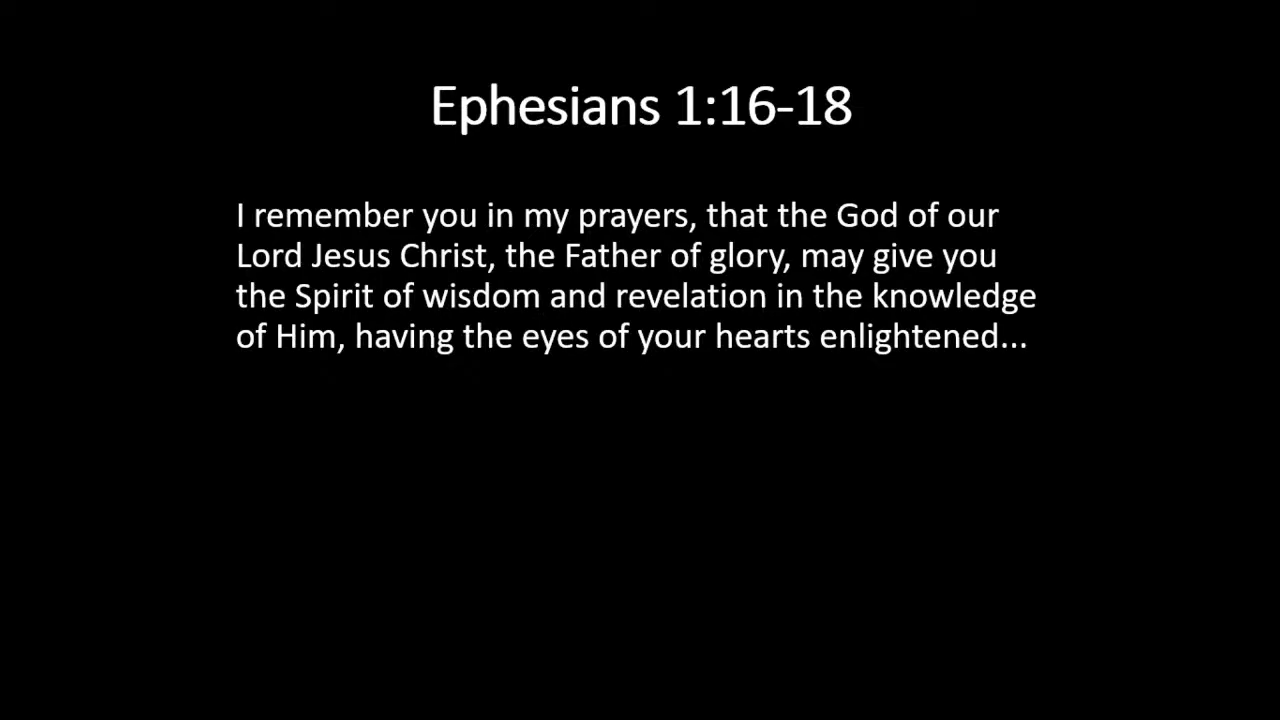 Ephesians 1:16-18
I remember you in my prayers, that the God of our
Lord Jesus Christ, the Father of glory, may give you
the Spirit of wisdom and revelation in the knowledge
of Him, having the eyes of your hearts enlightened...